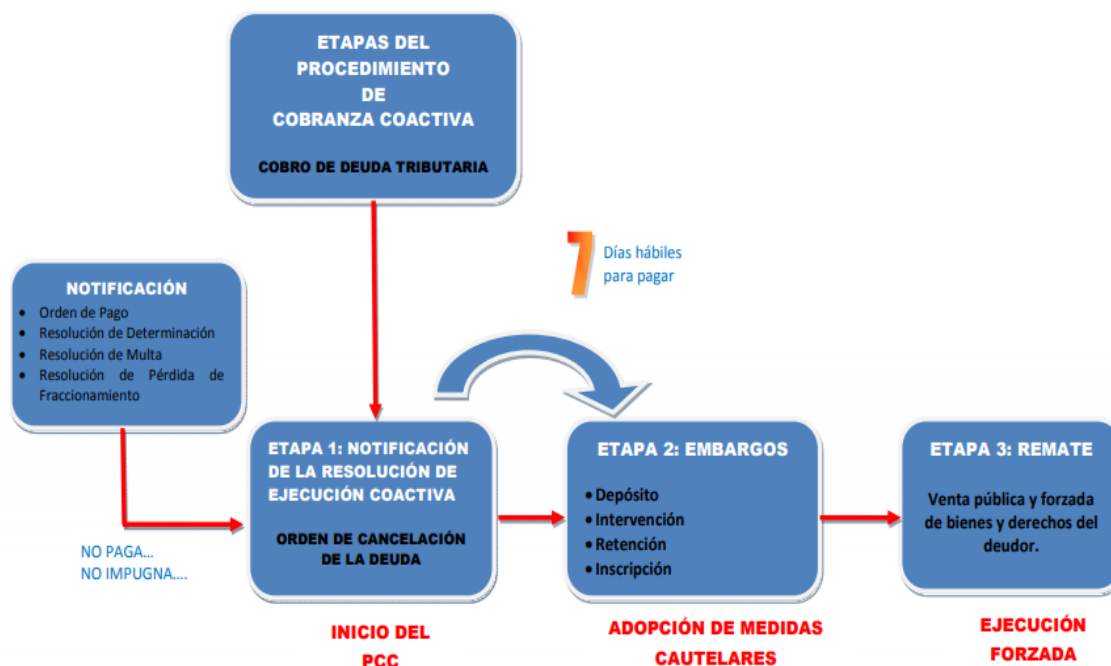 ETAPAS DEL
PROCEDIMIENTO
DE
COBRANZA COACTIVA
COBRO DE DEUDA TRIBUTARIA
7 Días hábiles
para pagar
NOTIFICACIÓN
• Orden de Pago
• Resolución de Determinación
• Resolución de Multa
• Resolución de Pérdida de
Fraccionamiento
NO PAGA...
NO IMPUGNA....
ETAPA 1: NOTIFICACIÓN
DE LA RESOLUCIÓN DE
EJECUCIÓN COACTIVA
ORDEN DE CANCELACIÓN
DE LA DEUDA
INICIO DEL
PCC
ETAPA 2: EMBARGOS
• Depósito
• Intervención
• Retención
• Inscripción
ADOPCIÓN DE MEDIDAS
CAUTELARES
ETAPA 3: REMATE
Venta pública y forzada
de bienes y derechos del
deudor.
EJECUCIÓN
FORZADA